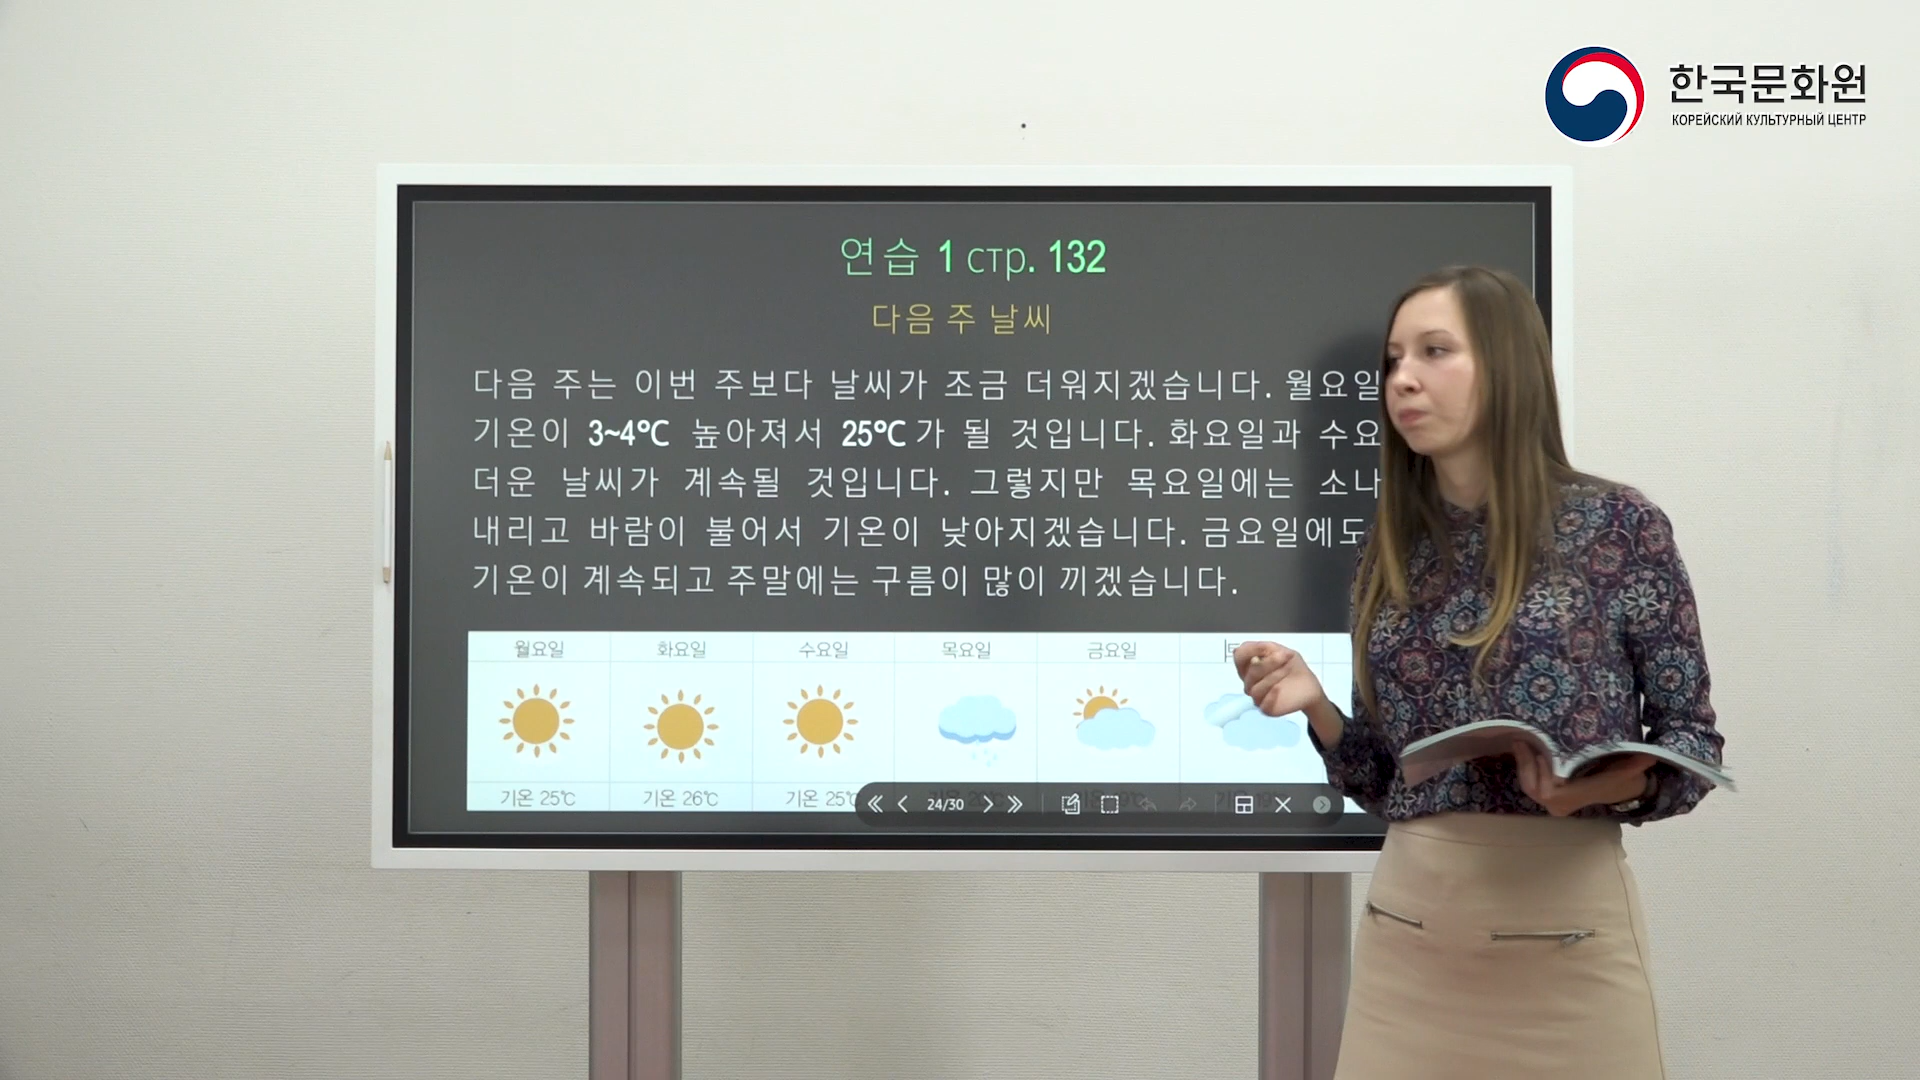 한국문화원
КОРЕЙСКИЙ КУЛЬТУРНЫЙ ЦЕНТР
연습 1 стр. 132
다음 주 날씨
다음 주는 이번 주보다 날씨가 조금 더워지겠습니다. 월요일
기온이 3~4℃ 높아져서 25℃가 될 것입니다. 화요일과 수요
더운 날씨가 계속될 것입니다. 그렇지만 목요일에는 소나
내리고 바람이 불어서 기온이 낮아지겠습니다. 금요일에도
기온이 계속되고 주말에는 구름이 많이 끼겠습니다.
월요일 화요일 수요일 목요일 금요일
기온 25℃ 기온 26℃ 기온 25℃
24/30